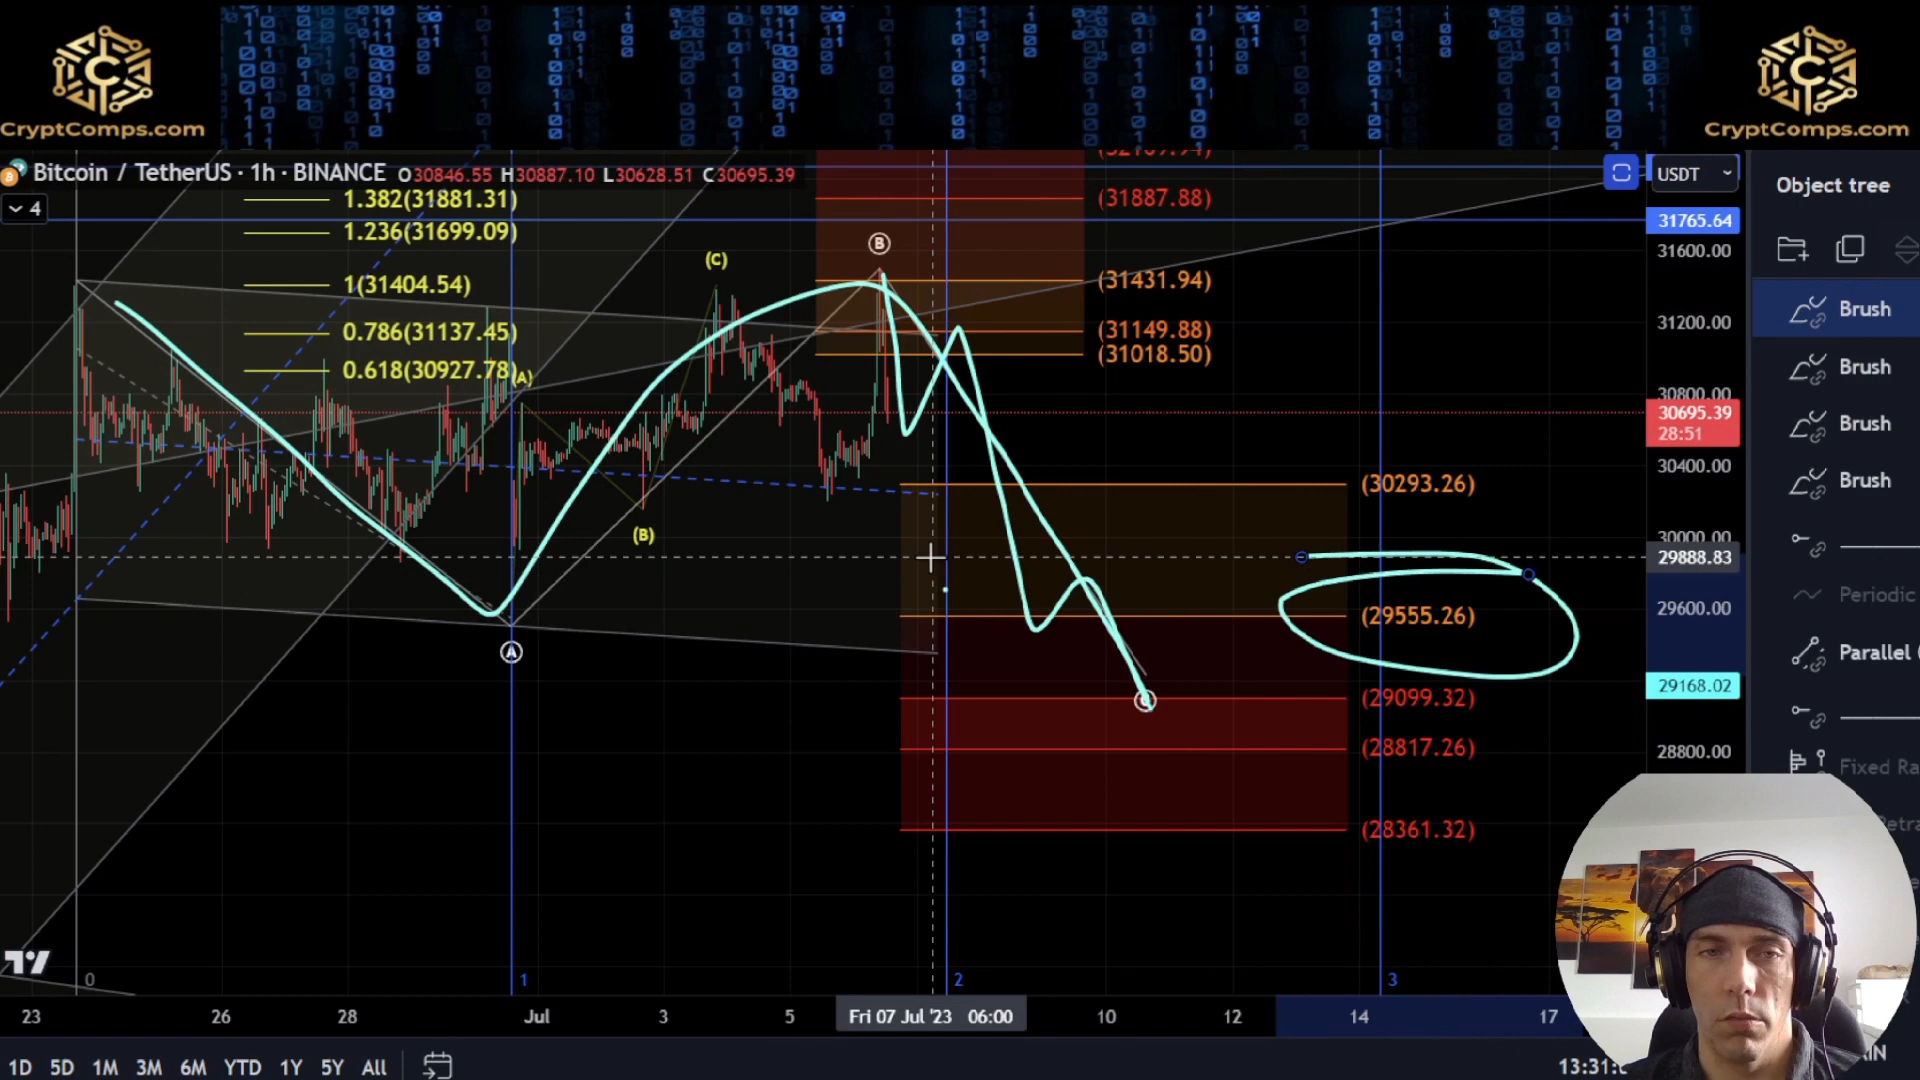 CryptComps.com
CryptComps.com
Bitcoin / TetherUS · 1h · BINANCE O30846.55 H30887.10 L30628.51 C30695.39
4
USDT
Object tree
1.382(31881.31)
1.236(31699.09)
1(31404.54)
0.786(31137.45)
0.618(30927.78)
(A)
(B)
(C)
A
B
(31887.88)
(31431.94)
(31149.88)
(31018.50)
(30293.26)
(29555.26)
(29099.32)
(28817.26)
(28361.32)
31765.64
31600.00
31200.00
30800.00
30695.39
28:51
30400.00
30000.00
29888.83
29600.00
29168.02
28800.00
Brush
Brush
Brush
Brush
Periodic
Parallel
Fixed Ra
0
1
2
3
23
26
28
Jul
3
5
Fri 07 Jul '23 06:00
10
12
14
17
1D 5D 1M 3M 6M YTD 1Y 5Y All